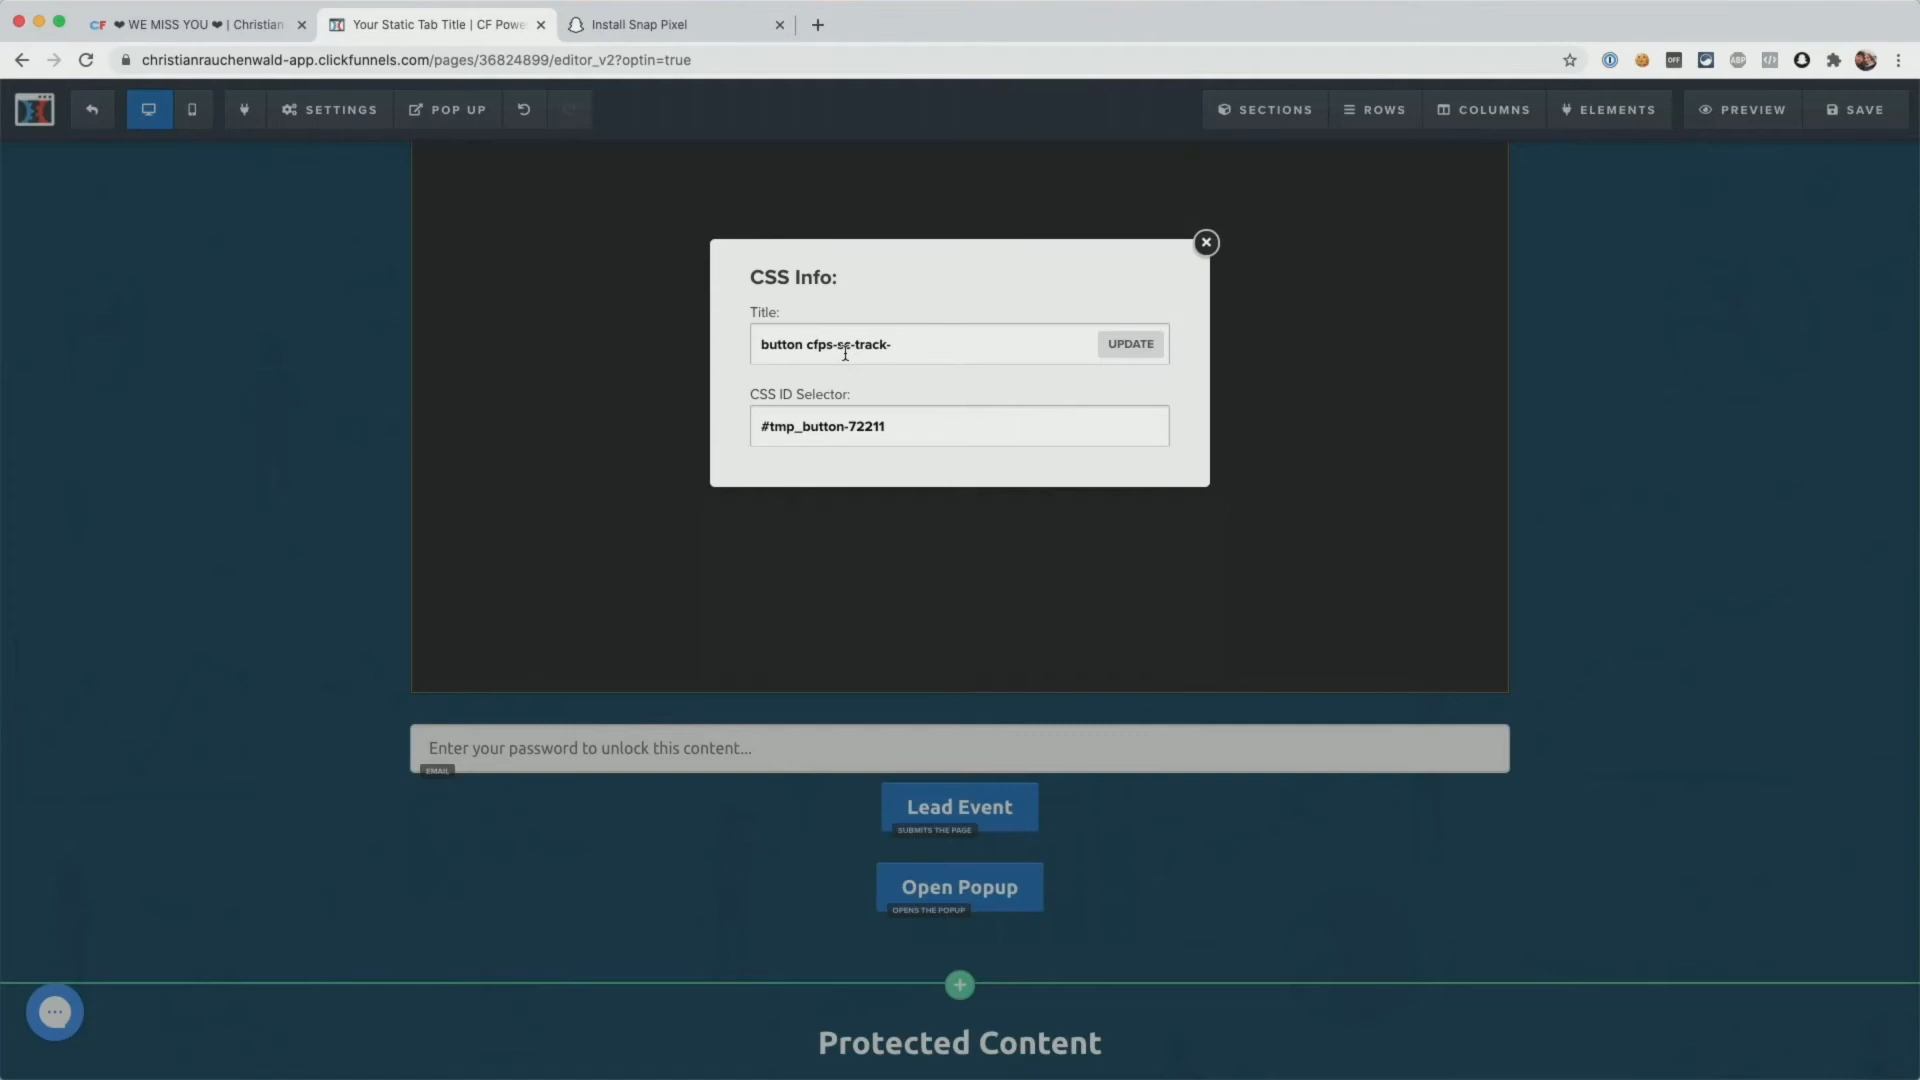 CF ❤ WE MISS YOU ❤ | Christian
Your Static Tab Title | CF Powe
Install Snap Pixel
christianrauchenwald-app.clickfunnels.com/pages/36824899/editor_v2?optin=true
OFF
ABP
SETTINGS
POP UP
SECTIONS
ROWS
COLUMNS
ELEMENTS
PREVIEW
SAVE
CSS Info:
Title:
button cfps-sc-track-
UPDATE
CSS ID Selector:
#tmp_button-72211
Enter your password to unlock this content...
EMAIL
Lead Event
SUBMITS THE PAGE
Open Popup
OPENS THE POPUP
Protected Content